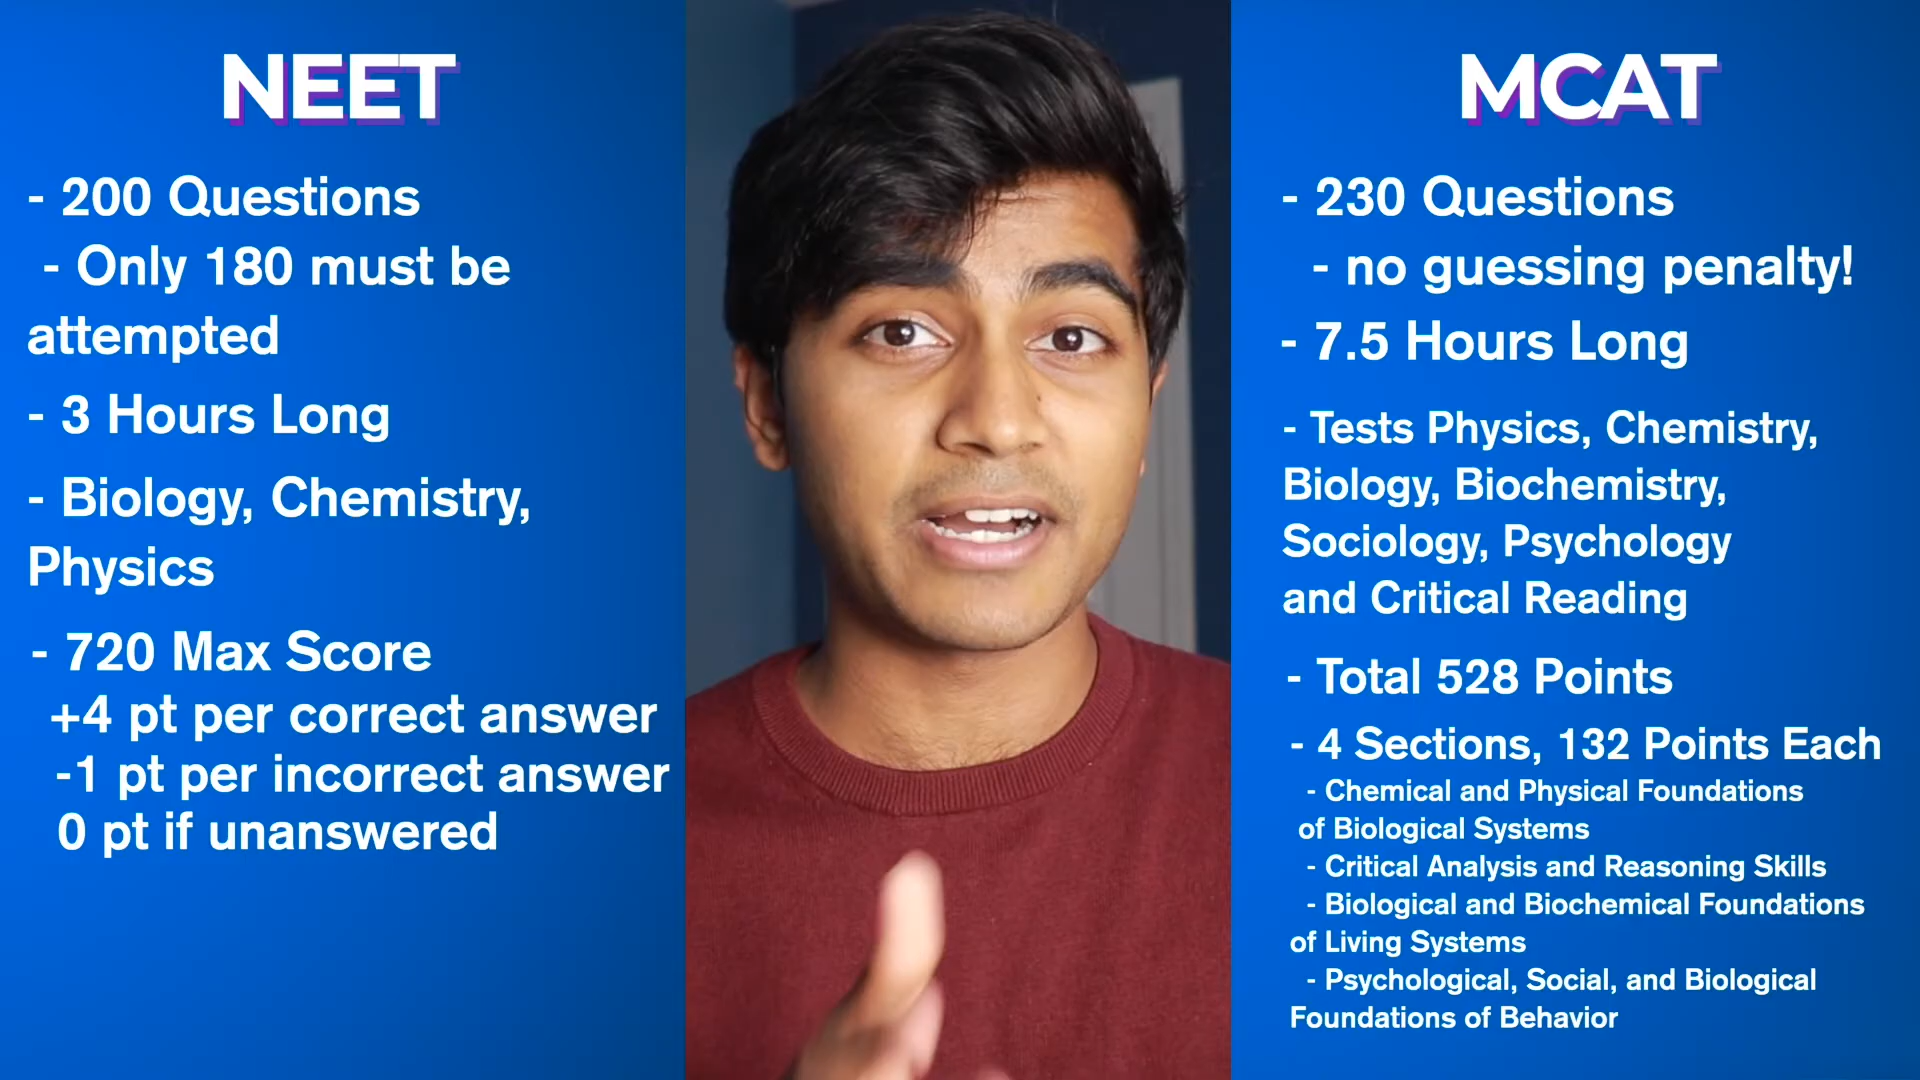 NEET
- 200 Questions
- Only 180 must be
attempted
- 3 Hours Long
- Biology, Chemistry,
Physics
- 720 Max Score
+4 pt per correct answer
-1 pt per incorrect answer
0 pt if unanswered
MCAT
- 230 Questions
- no guessing penalty!
- 7.5 Hours Long
- Tests Physics, Chemistry,
Biology, Biochemistry,
Sociology, Psychology
and Critical Reading
- Total 528 Points
- 4 Sections, 132 Points Each
- Chemical and Physical Foundations
of Biological Systems
- Critical Analysis and Reasoning Skills
- Biological and Biochemical Foundations
of Living Systems
- Psychological, Social, and Biological
Foundations of Behavior